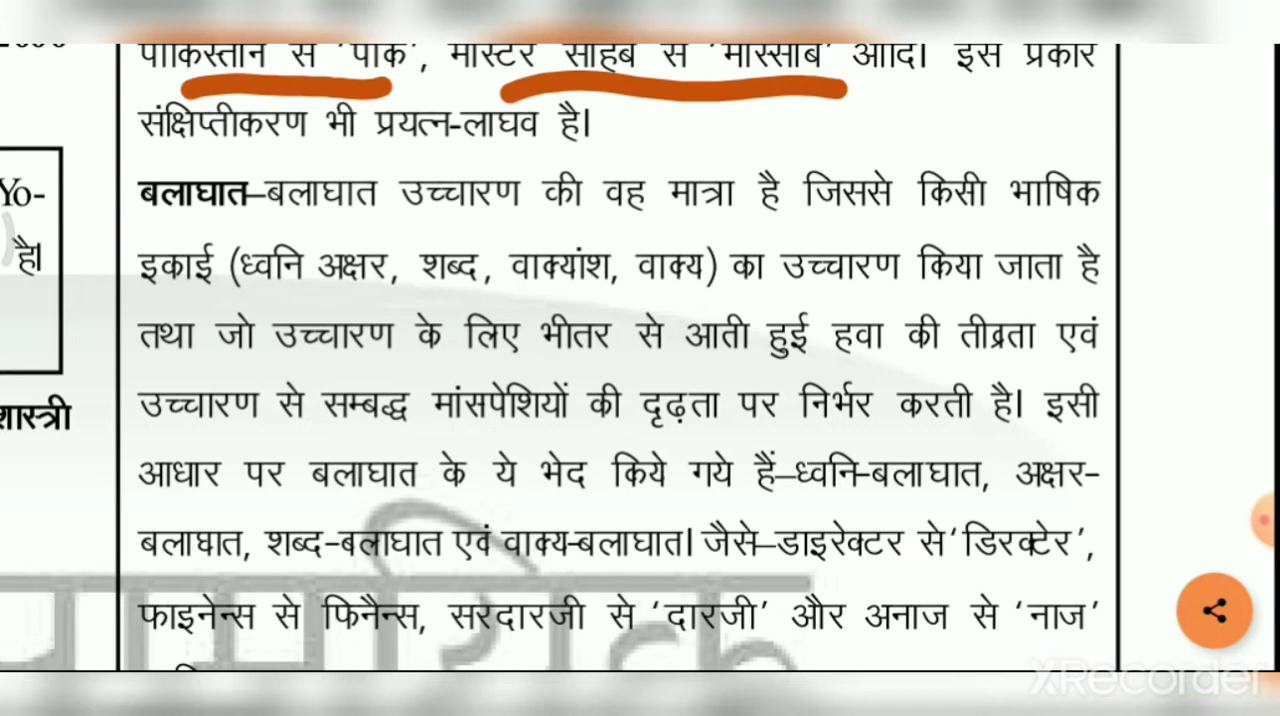 पाकिस्तान से 'पाक', मास्टर साहब से 'मास्साब' आदि। इस प्रकार
संक्षिप्तीकरण भी प्रयत्न-लाघव है।
बलाघात–बलाघात उच्चारण की वह मात्रा है जिससे किसी भाषिक
इकाई (ध्वनि अक्षर, शब्द, वाक्यांश, वाक्य) का उच्चारण किया जाता है
तथा जो उच्चारण के लिए भीतर से आती हुई हवा की तीव्रता एवं
उच्चारण से सम्बद्ध मांसपेशियों की दृढ़ता पर निर्भर करती है। इसी
आधार पर बलाघात के ये भेद किये गये हैं–ध्वनि-बलाघात, अक्षर-
बलाघात, शब्द-बलाघात एवं वाक्य-बलाघात। जैसे–डाइरेक्टर से 'डिरक्टेर',
फाइनेन्स से फिनैन्स, सरदारजी से 'दारजी' और अनाज से 'नाज'
Yo-
है।
शास्त्री
XRecorder